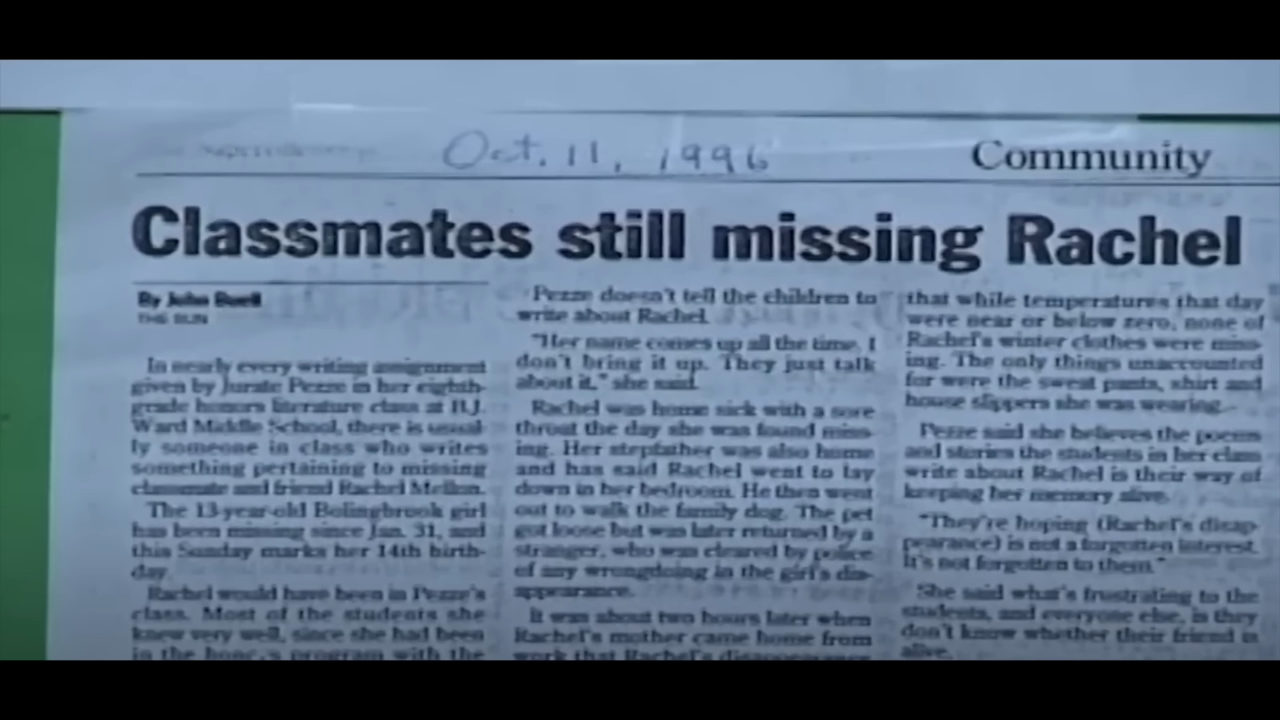 Oct. 11, 1996
Community
Classmates still missing Rachel
By John Buell
THE SUN
In nearly every writing assignment
given by Jurate Pezze in her eighth-
grade honors literature class at B.J.
Ward Middle School, there is usual-
ly someone in class who writes
something pertaining to missing
classmate and friend Rachel Mellon.
The 13-year-old Bolingbrook girl
has been missing since Jan. 31, and
this Sunday marks her 14th birth-
day.
Rachel would have been in Pezze's
class. Most of the students she
knew very well, since she had been
in the honors program with the
Pezze doesn't tell the children to
write about Rachel.
"Her name comes up all the time. I
don't bring it up. They just talk
about it," she said.
Rachel was home sick with a sore
throat the day she was found miss-
ing. Her stepfather was also home
and has said Rachel went to lay
down in her bedroom. He then went
out to walk the family dog. The pet
got loose but was later returned by a
stranger, who was cleared by police
of any wrongdoing in the girl's dis-
appearance.
It was about two hours later when
Rachel's mother came home from
work that Rachel's disappearance
that while temperatures that day
were near or below zero, none of
Rachel's winter clothes were miss-
ing. The only things unaccounted
for were the sweat pants, shirt and
house slippers she was wearing.
Pezze said she believes the poems
and stories the students in her class
write about Rachel is their way of
keeping her memory alive.
"They're hoping (Rachel's disap-
pearance) is not a forgotten interest.
It's not forgotten to them."
She said what's frustrating to the
students, and everyone else, is they
don't know whether their friend is
alive.